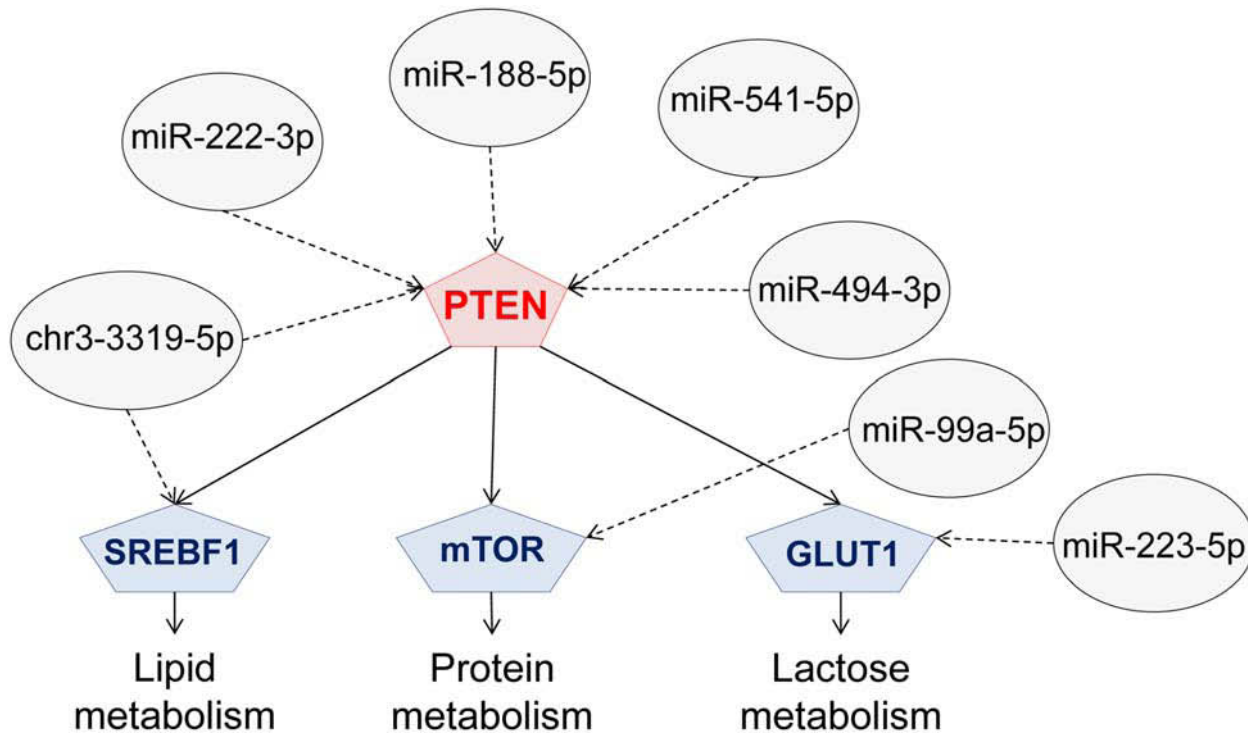 miR-188-5p
miR-541-5p
miR-222-3p
miR-494-3p
PTEN
chr3-3319-5p
miR-99a-5p
miR-223-5p
SREBF1
mTOR
GLUT1
Lipid
metabolism
Protein
metabolism
Lactose
metabolism